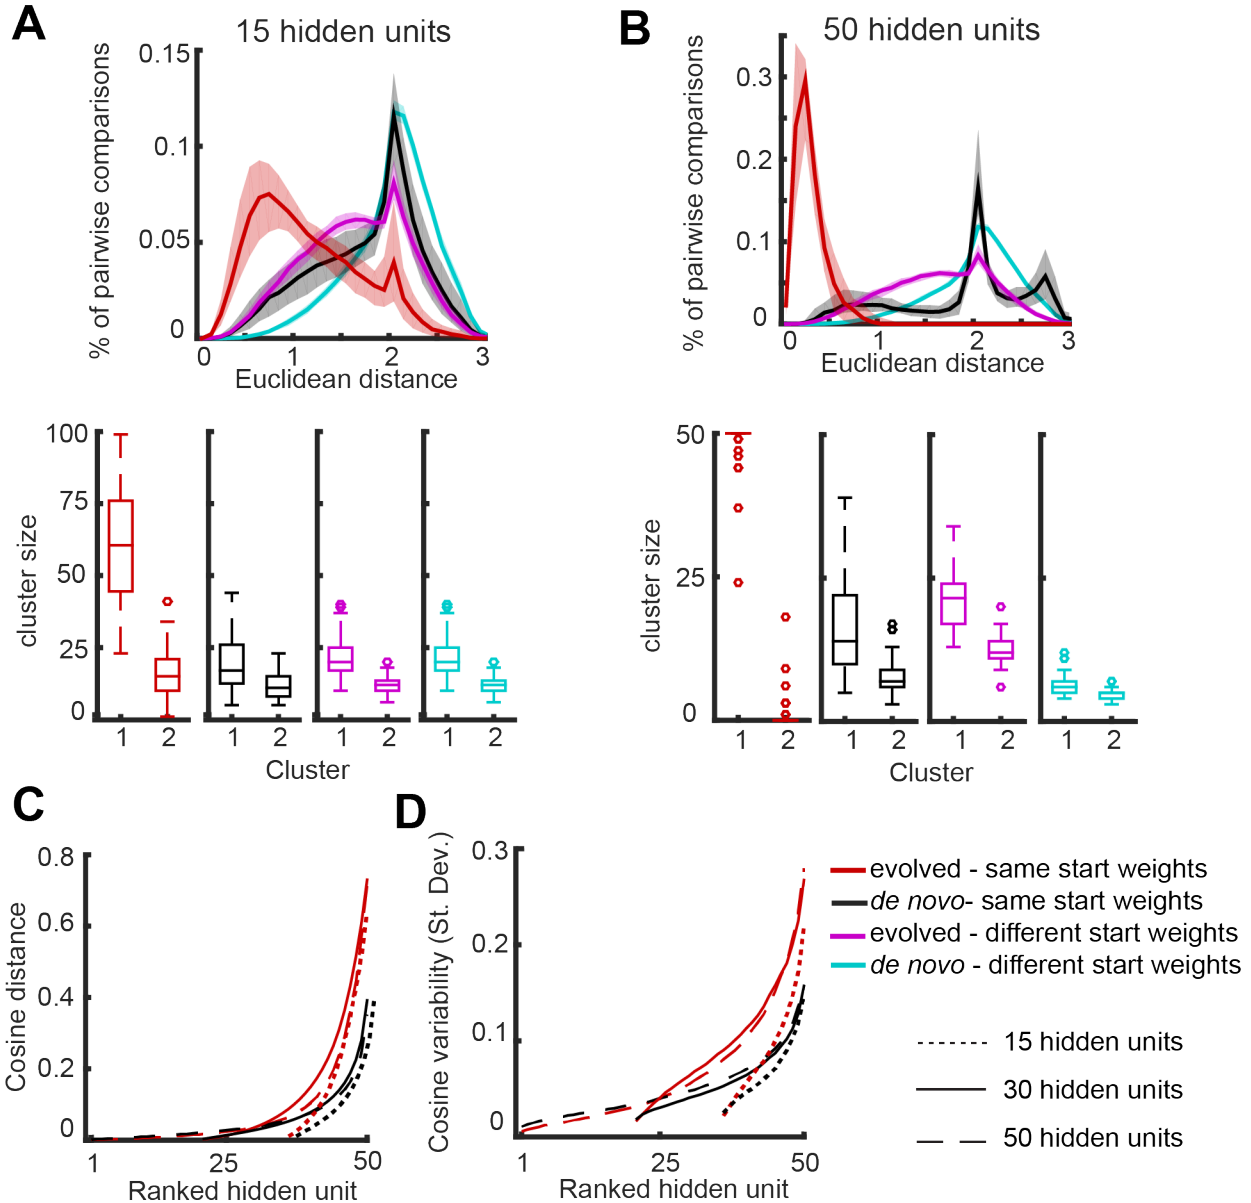 A
15 hidden units
% of pairwise comparisons
0.15
0.1
0.05
0
0 1 2 3
Euclidean distance
B
50 hidden units
% of pairwise comparisons
0.3
0.2
0.1
0
0 1 2 3
Euclidean distance
cluster size
100
75
50
25
0
1 2 1 2 1 2 1 2
Cluster
cluster size
50
25
0
1 2 1 2 1 2 1 2
Cluster
C
Cosine distance
0.8
0.6
0.4
0.2
0
1 25 50
Ranked hidden unit
D
Cosine variability (St. Dev.)
0.3
0.2
0.1
0
1 25 50
Ranked hidden unit
evolved - same start weights
de novo- same start weights
evolved - different start weights
de novo - different start weights
15 hidden units
30 hidden units
50 hidden units